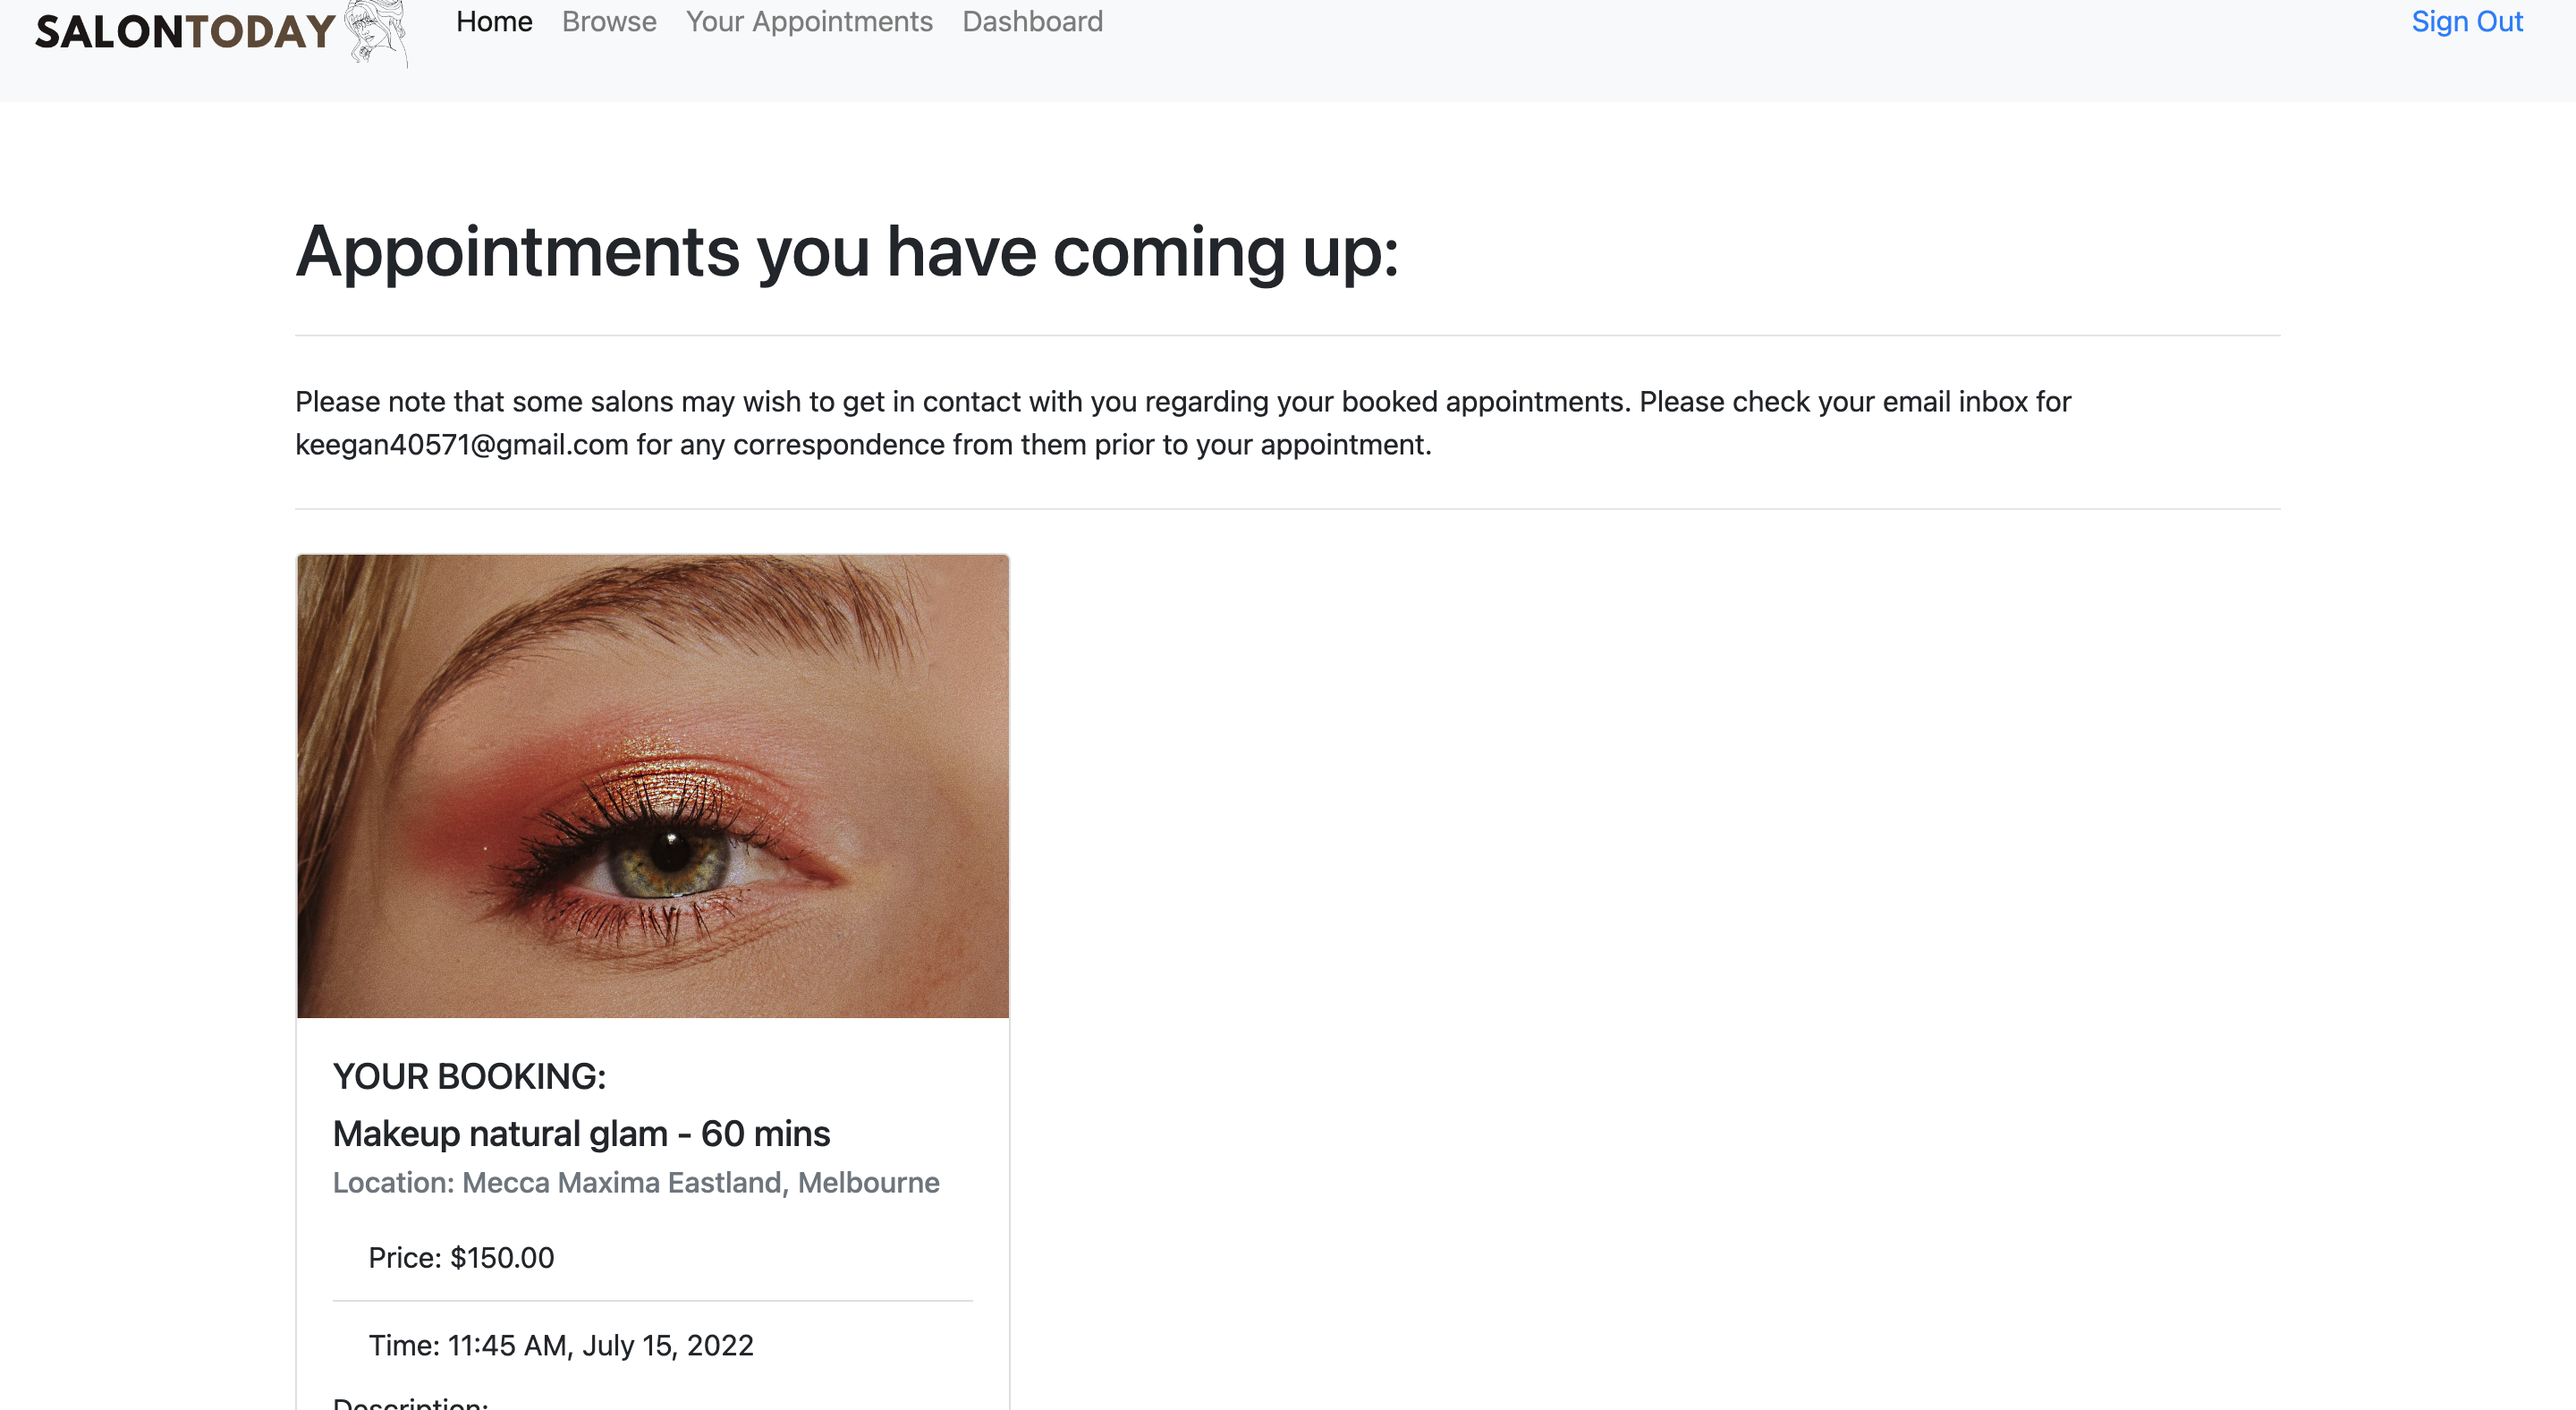 SALONTODAY
Home Browse Your Appointments Dashboard Sign Out
Appointments you have coming up:
Please note that some salons may wish to get in contact with you regarding your booked appointments. Please check your email inbox for
keegan40571@gmail.com for any correspondence from them prior to your appointment.
YOUR BOOKING:
Makeup natural glam - 60 mins
Location: Mecca Maxima Eastland, Melbourne
Price: $150.00
Time: 11:45 AM, July 15, 2022
Description: